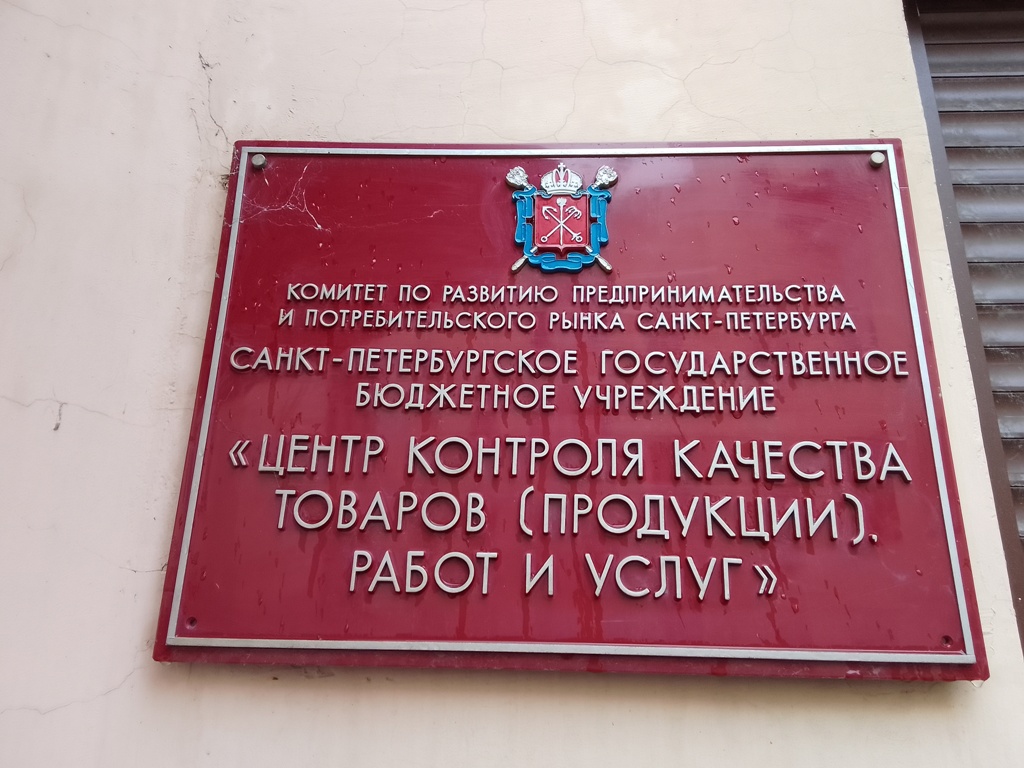 КОМИТЕТ ПО РАЗВИТИЮ ПРЕДПРИНИМАТЕЛЬСТВА
И ПОТРЕБИТЕЛЬСКОГО РЫНКА САНКТ-ПЕТЕРБУРГА
САНКТ-ПЕТЕРБУРГСКОЕ ГОСУДАРСТВЕННОЕ
БЮДЖЕТНОЕ УЧРЕЖДЕНИЕ
«ЦЕНТР КОНТРОЛЯ КАЧЕСТВА
ТОВАРОВ (ПРОДУКЦИИ),
РАБОТ И УСЛУГ»